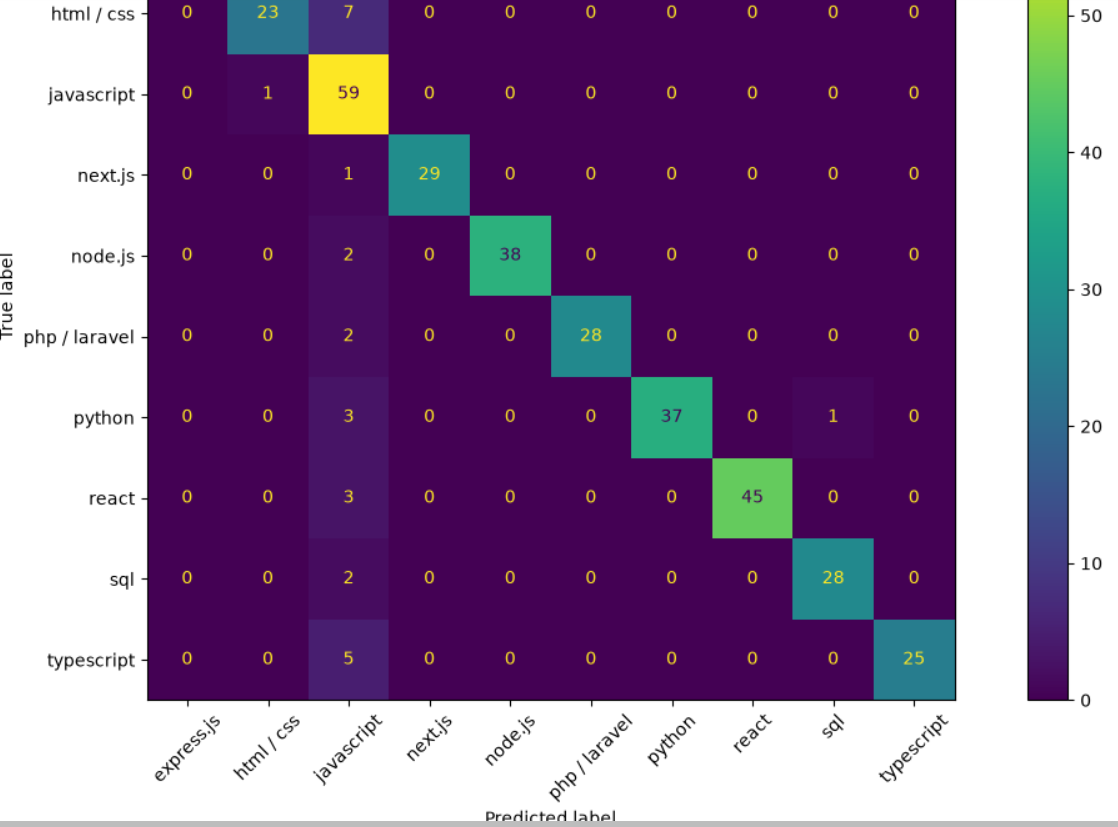 html / css 0 23 7 0 0 0 0 0 0 0 50
javascript 0 1 59 0 0 0 0 0 0 0
40
next.js 0 0 1 29 0 0 0 0 0 0
node.js 0 0 2 0 38 0 0 0 0 0
30
True label
php / laravel 0 0 2 0 0 28 0 0 0 0
python 0 0 3 0 0 0 37 0 1 0
20
react 0 0 3 0 0 0 0 45 0 0
10
sql 0 0 2 0 0 0 0 0 28 0
typescript 0 0 5 0 0 0 0 0 0 25
0
express.js html / css javascript next.js node.js php / laravel python react sql typescript
Predicted label